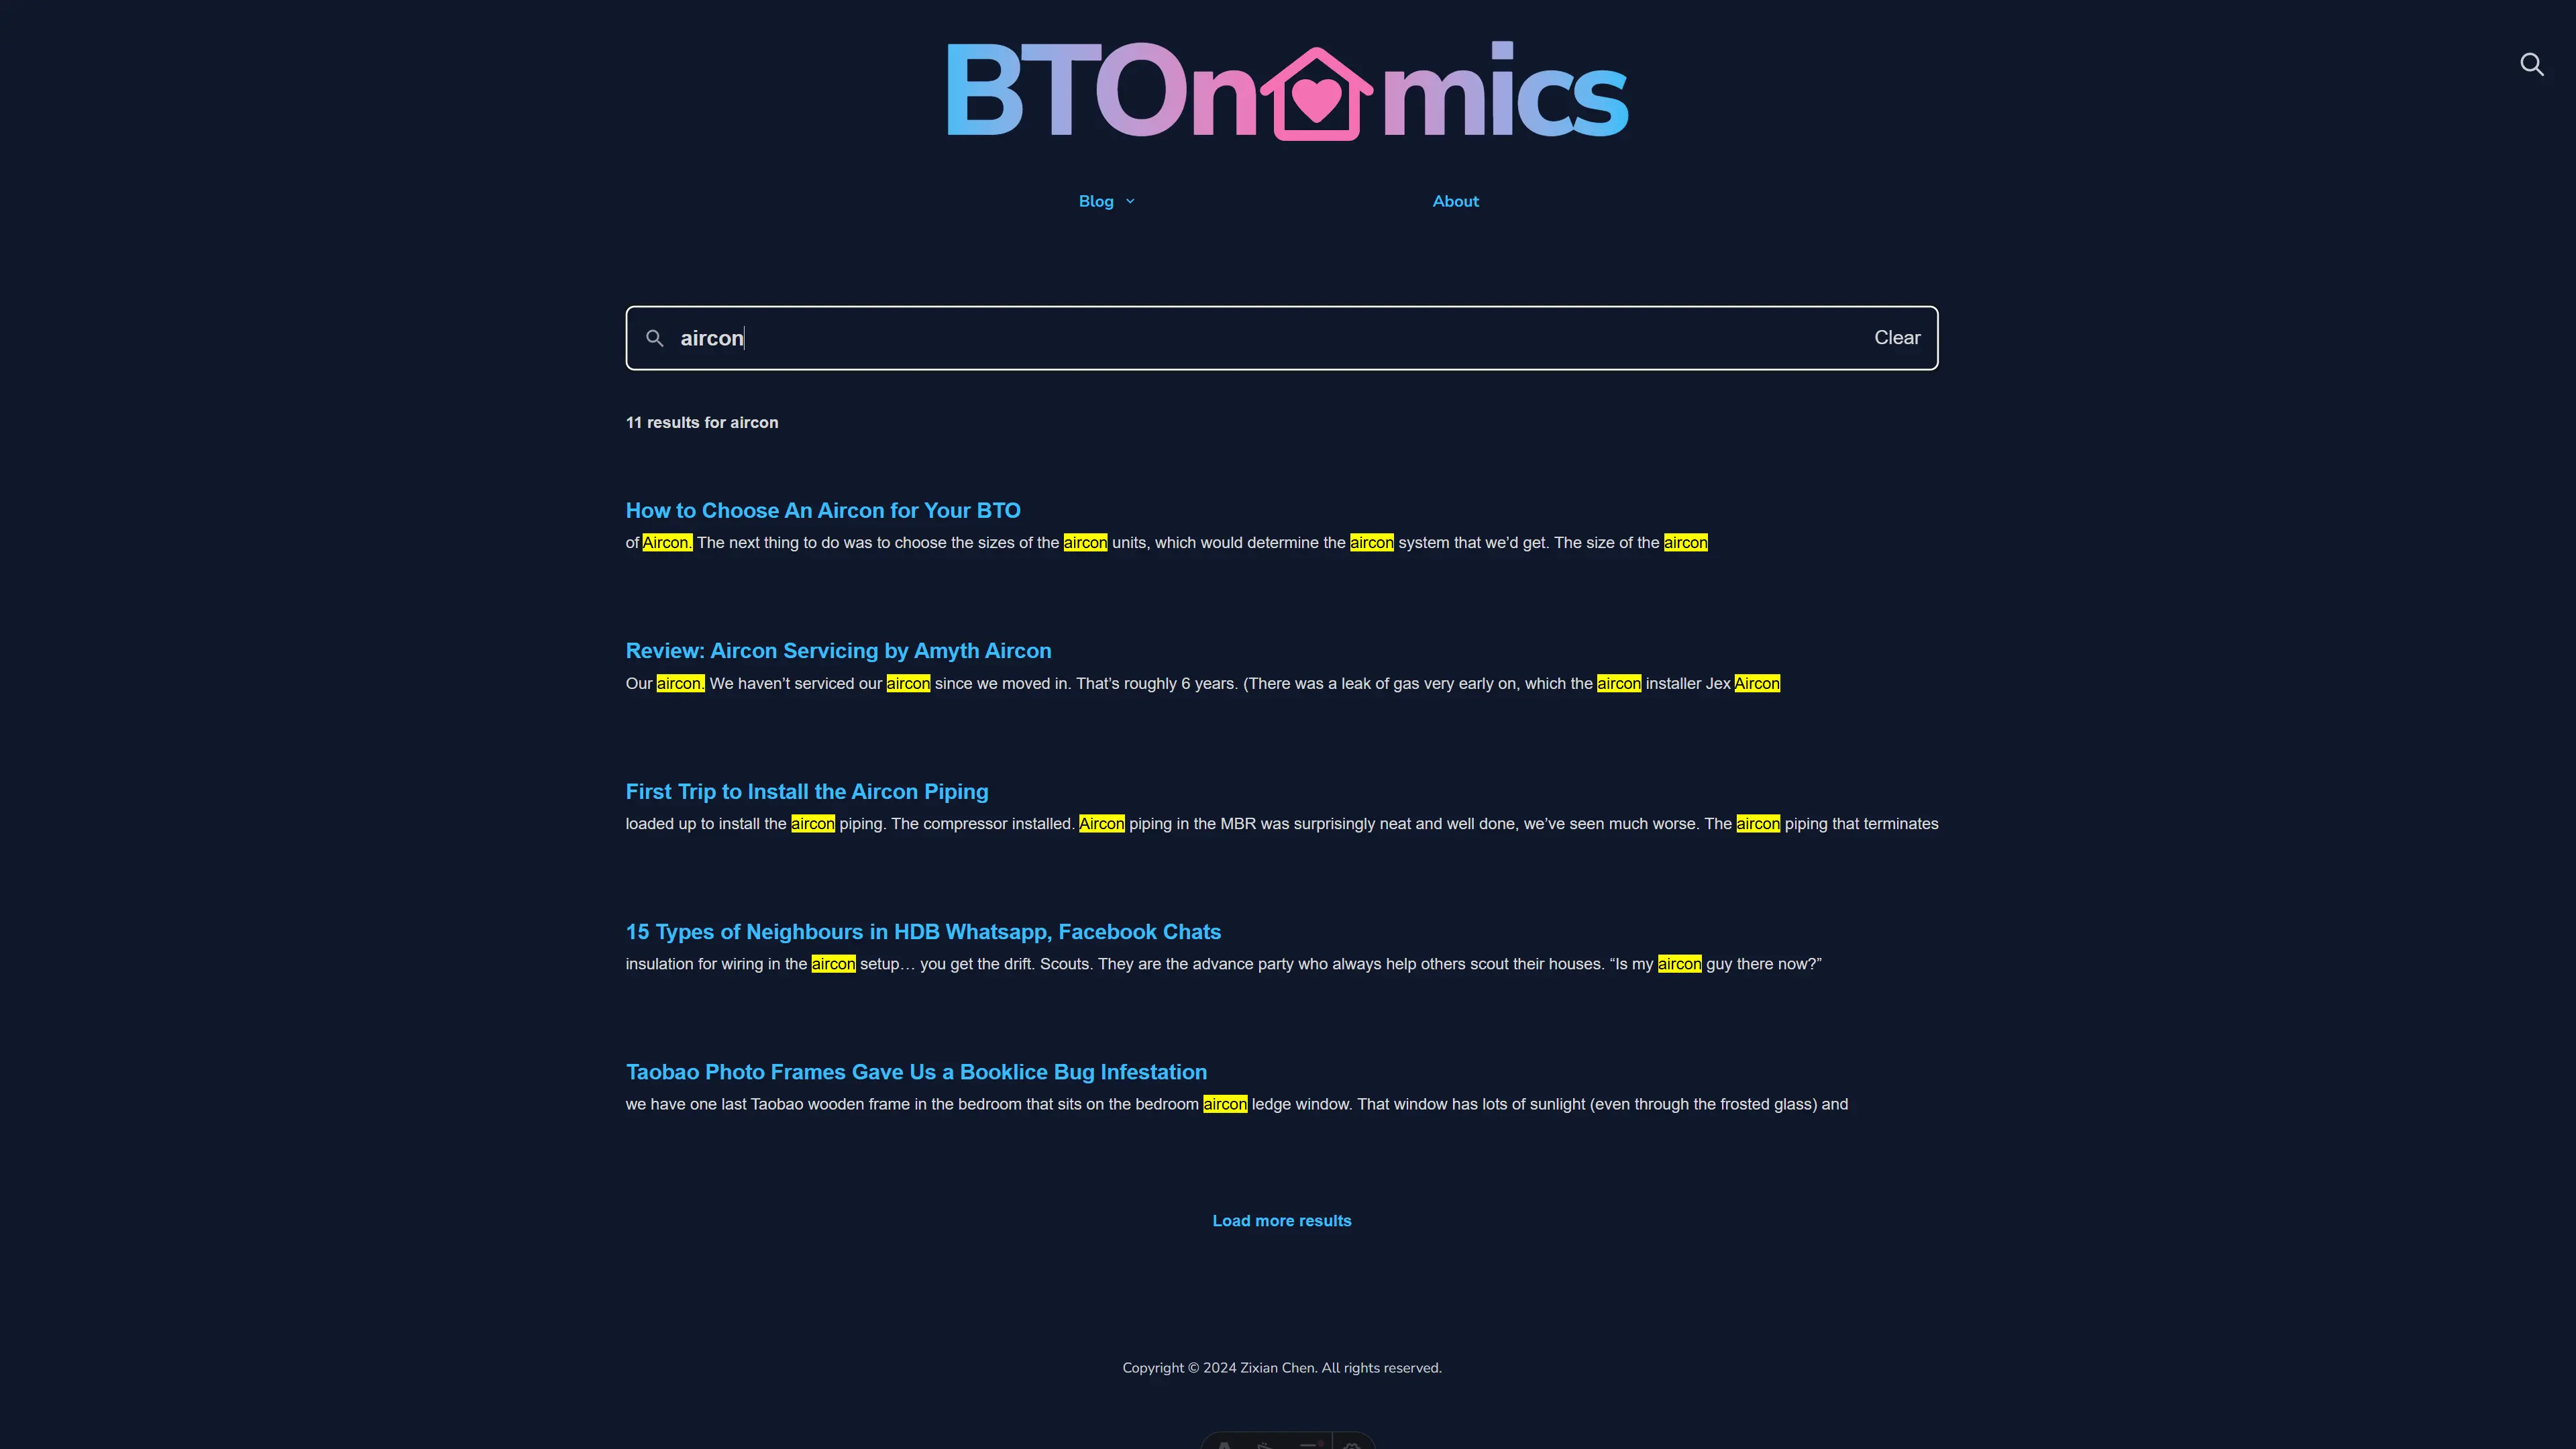 BTOnomics
Blog
About
aircon
Clear
11 results for aircon
How to Choose An Aircon for Your BTO
of Aircon. The next thing to do was to choose the sizes of the aircon units, which would determine the aircon system that we’d get. The size of the aircon
Review: Aircon Servicing by Amyth Aircon
Our aircon. We haven’t serviced our aircon since we moved in. That’s roughly 6 years. (There was a leak of gas very early on, which the aircon installer Jex Aircon
First Trip to Install the Aircon Piping
loaded up to install the aircon piping. The compressor installed. Aircon piping in the MBR was surprisingly neat and well done, we’ve seen much worse. The aircon piping that terminates
15 Types of Neighbours in HDB Whatsapp, Facebook Chats
insulation for wiring in the aircon setup… you get the drift. Scouts. They are the advance party who always help others scout their houses. “Is my aircon guy there now?”
Taobao Photo Frames Gave Us a Booklice Bug Infestation
we have one last Taobao wooden frame in the bedroom that sits on the bedroom aircon ledge window. That window has lots of sunlight (even through the frosted glass) and
Load more results
Copyright © 2024 Zixian Chen. All rights reserved.